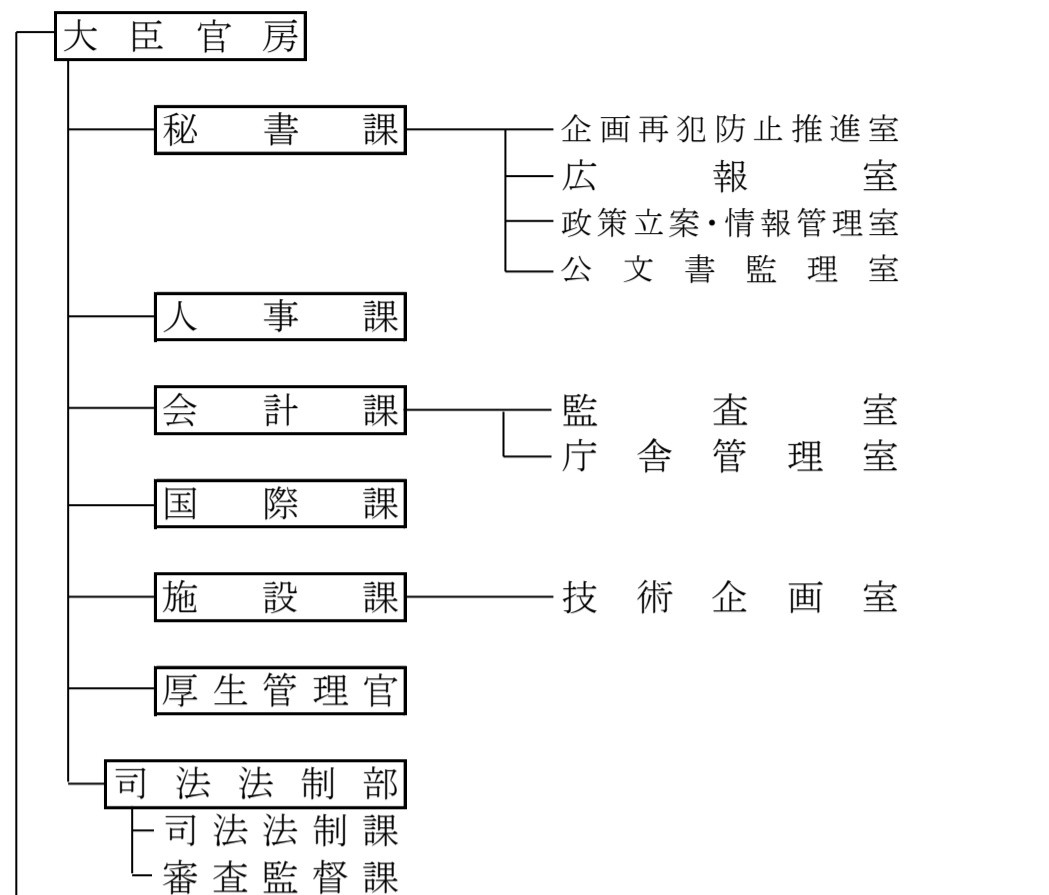 大臣官房
秘書課 企画再犯防止推進室
広報室
政策立案・情報管理室
公文書監理室
人事課
会計課 監査室
庁舎管理室
国際課
施設課 技術企画室
厚生管理官
司法法制部
司法法制課
審査監督課